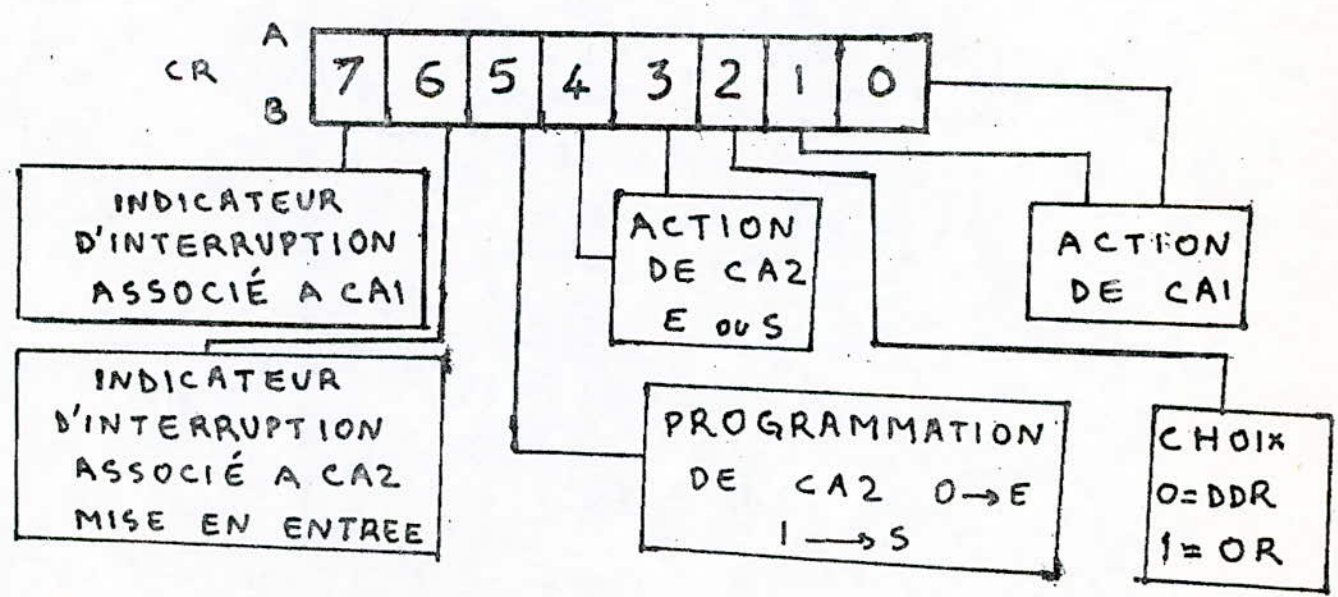 A
CR
B
7 6 5 4 3 2 1 0
INDICATEUR
D'INTERRUPTION
ASSOCIÉ A CA1
INDICATEUR
D'INTERRUPTION
ASSOCIÉ A CA2
MISE EN ENTREE
ACTION
DE CA2
E OU S
PROGRAMMATION
DE CA2 0→E
1→S
ACTION
DE CA1
CHOIX
0=DDR
1=OR